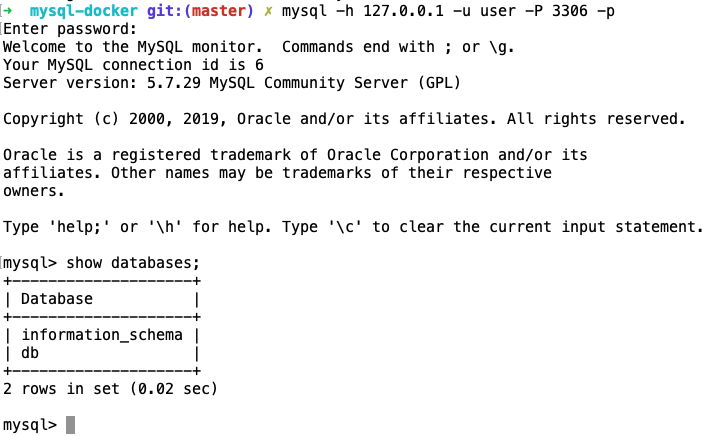 ➜  mysql-docker git:(master) ✗ mysql -h 127.0.0.1 -u user -P 3306 -p
Enter password:
Welcome to the MySQL monitor.  Commands end with ; or \g.
Your MySQL connection id is 6
Server version: 5.7.29 MySQL Community Server (GPL)

Copyright (c) 2000, 2019, Oracle and/or its affiliates. All rights reserved.

Oracle is a registered trademark of Oracle Corporation and/or its
affiliates. Other names may be trademarks of their respective
owners.

Type 'help;' or '\h' for help. Type '\c' to clear the current input statement.

mysql> show databases;
+--------------------+
| Database           |
+--------------------+
| information_schema |
| db                 |
+--------------------+
2 rows in set (0.02 sec)

mysql>